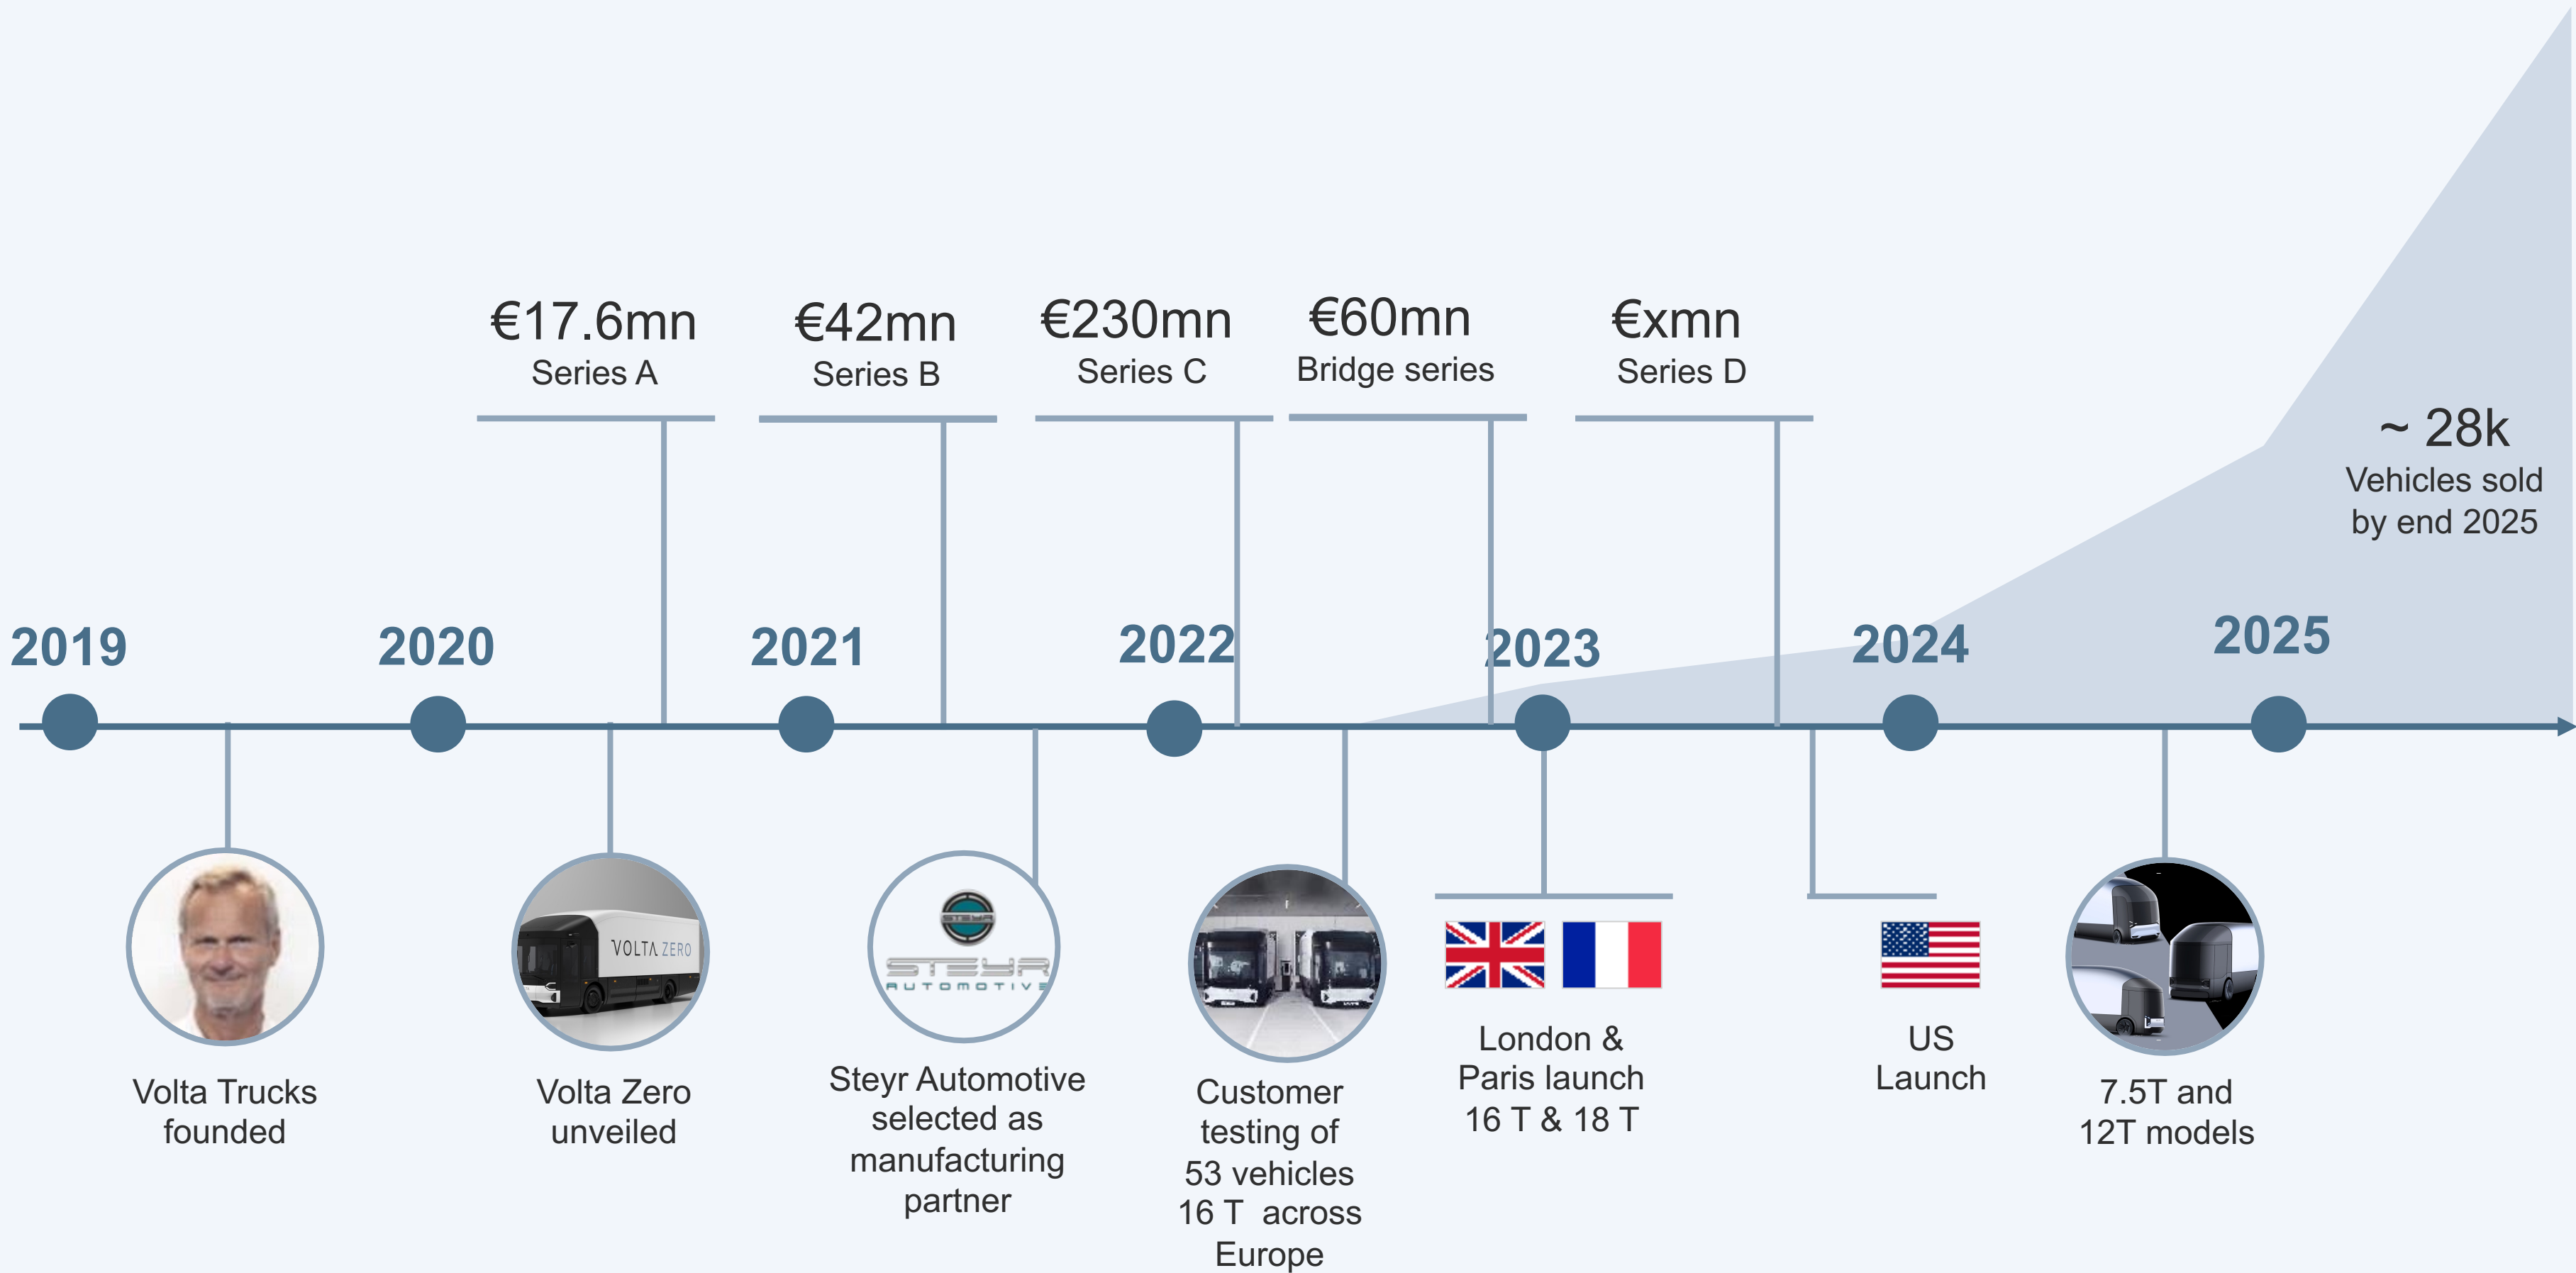 €17.6mn
Series A
€42mn
Series B
€230mn
Series C
€60mn
Bridge series
€xmn
Series D
~ 28k
Vehicles sold
by end 2025
2019
2020
2021
2022
2023
2024
2025
VOLTA ZERO
STEYR
STEYR
AUTOMOTIVE
Volta Trucks
founded
Volta Zero
unveiled
Steyr Automotive
selected as
manufacturing
partner
Customer
testing of
53 vehicles
16 T  across
Europe
London &
Paris launch
16 T & 18 T
US
Launch
7.5T and
12T models